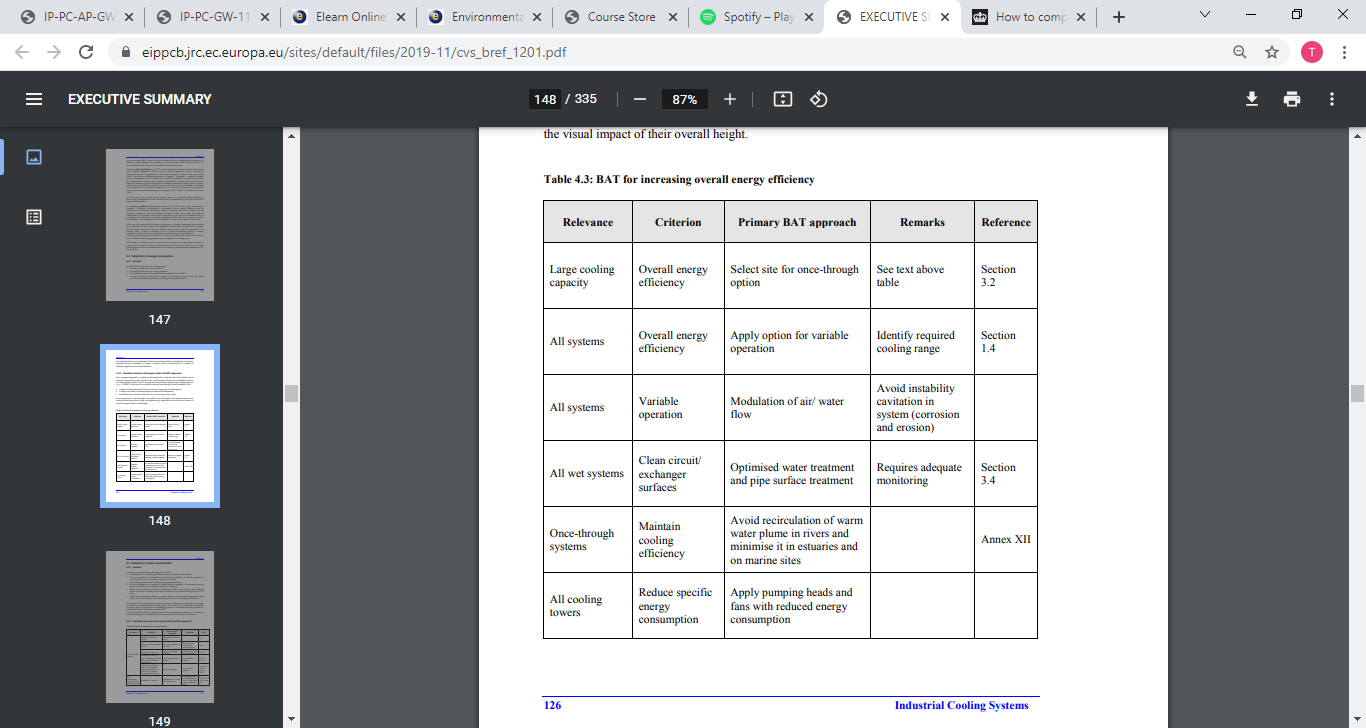 IP-PC-AP-GW
IP-PC-GW-11
Elearn Online
Environmenta
Course Store
Spotify – Play
EXECUTIVE SU
How to comp
eippcb.jrc.ec.europa.eu/sites/default/files/2019-11/cvs_bref_1201.pdf
T
EXECUTIVE SUMMARY
148 / 335
87%
147
148
149
the visual impact of their overall height.
Table 4.3: BAT for increasing overall energy efficiency
Relevance Criterion Primary BAT approach Remarks Reference
Large cooling
capacity
Overall energy
efficiency
Select site for once-through
option
See text above
table
Section
3.2
All systems
Overall energy
efficiency
Apply option for variable
operation
Identify required
cooling range
Section
1.4
All systems
Variable
operation
Modulation of air/ water
flow
Avoid instability
cavitation in
system (corrosion
and erosion)
All wet systems
Clean circuit/
exchanger
surfaces
Optimised water treatment
and pipe surface treatment
Requires adequate
monitoring
Section
3.4
Once-through
systems
Maintain
cooling
efficiency
Avoid recirculation of warm
water plume in rivers and
minimise it in estuaries and
on marine sites
Annex XII
All cooling
towers
Reduce specific
energy
consumption
Apply pumping heads and
fans with reduced energy
consumption
126
Industrial Cooling Systems